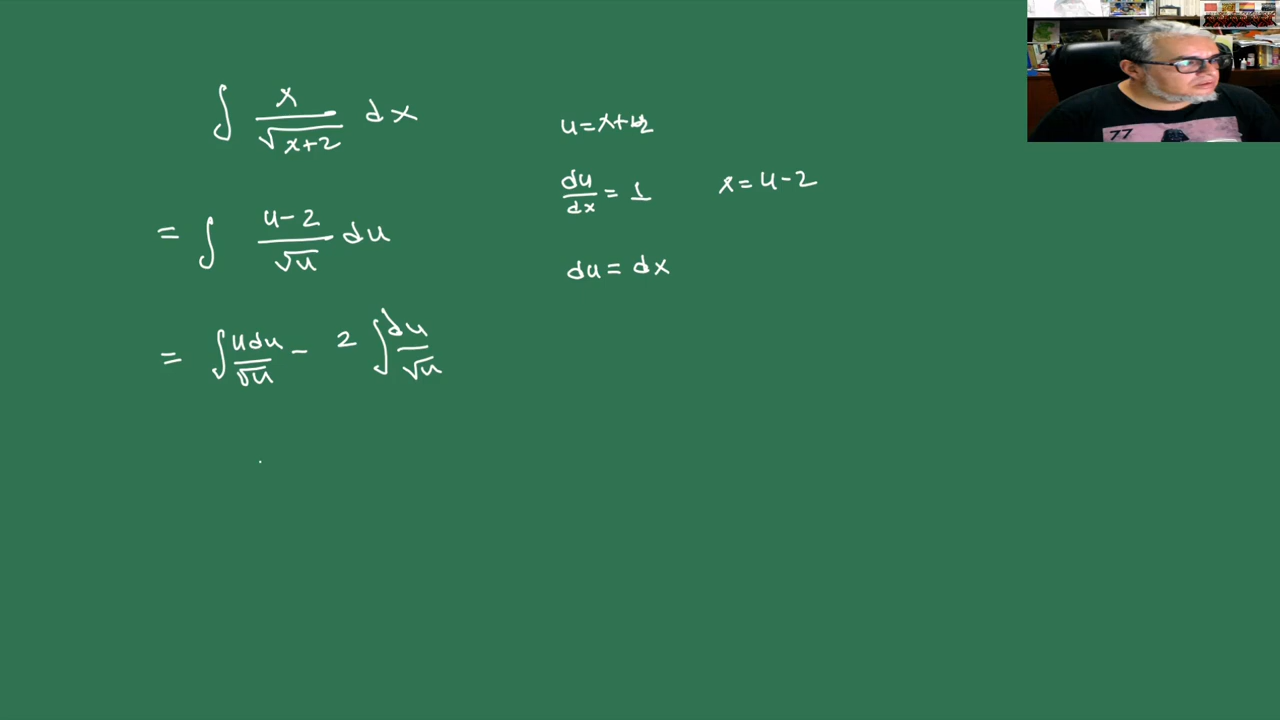 ∫ x/√(x+2) dx
= ∫ (u-2)/√u du
= ∫ u du/√u - 2 ∫ du/√u
u = x+2
du/dx = 1
x = u-2
du = dx
77